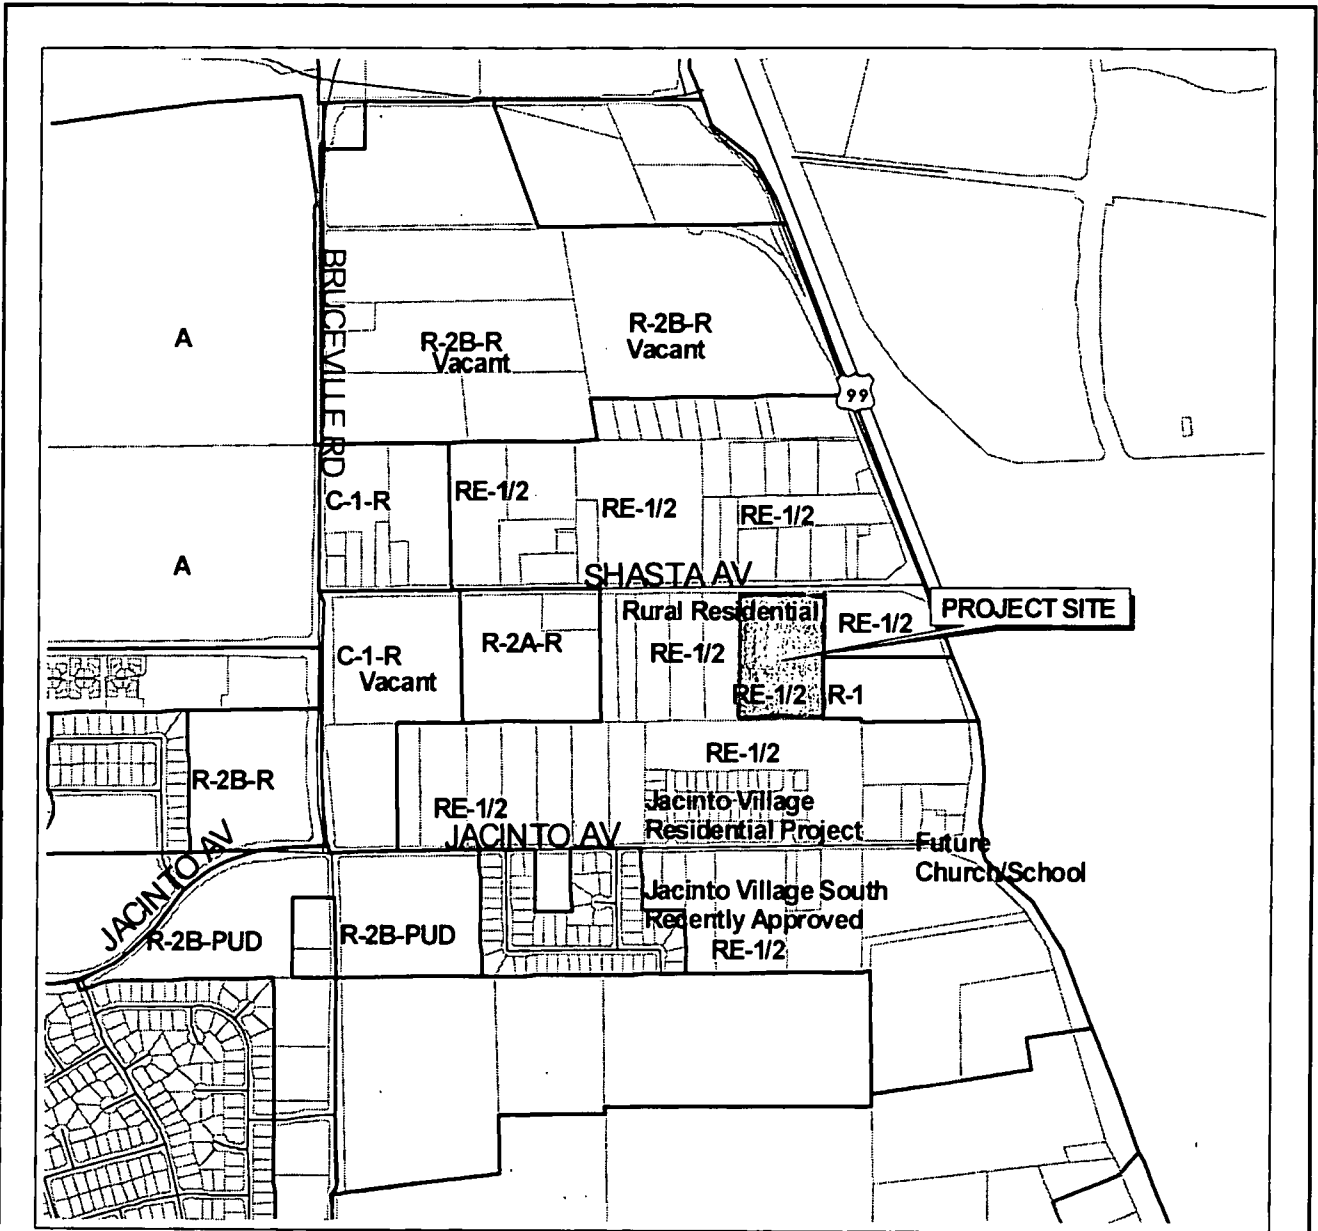 BRUCEVILLE RD
A
R-2B-R
Vacant
R-2B-R
Vacant
99
C-1-R
RE-1/2
RE-1/2
RE-1/2
A
SHASTA AV
Rural Residential
RE-1/2
PROJECT SITE
C-1-R
Vacant
R-2A-R
RE-1/2
RE-1/2
R-1
RE-1/2
R-2B-R
RE-1/2
Jacinto Village
Residential Project
JACINTO AV
JACINTO AV
Future
Church/School
Jacinto Village South
Recently Approved
RE-1/2
R-2B-PUD
R-2B-PUD